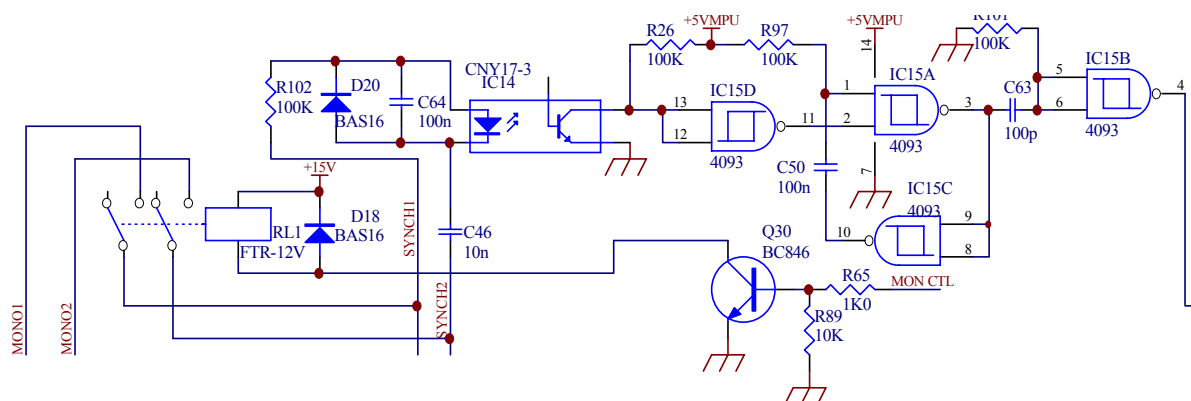 +5VMPU
+5VMPU
R101
100K
R26
100K
R97
100K
14
CNY17-3
IC14
R102
100K
D20
BAS16
C64
100n
13
12
IC15D
11
4093
1
2
IC15A
3
4093
7
C63
100p
5
6
IC15B
4
4093
C50
100n
IC15C
4093
10
9
8
+15V
D18
BAS16
RL1
FTR-12V
SYNCH1
C46
10n
SYNCH2
Q30
BC846
R65
1K0
MON CTL
R89
10K
MONO1
MONO2